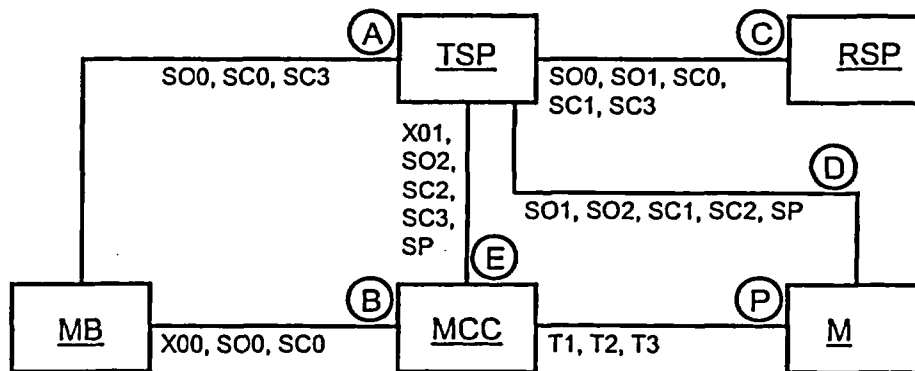 A
TSP
C
RSP
SO0, SC0, SC3
SO0, SO1, SC0,
SC1, SC3
X01,
SO2,
SC2,
SC3,
SP
D
SO1, SO2, SC1, SC2, SP
E
MB
B
MCC
P
M
X00, SO0, SC0
T1, T2, T3